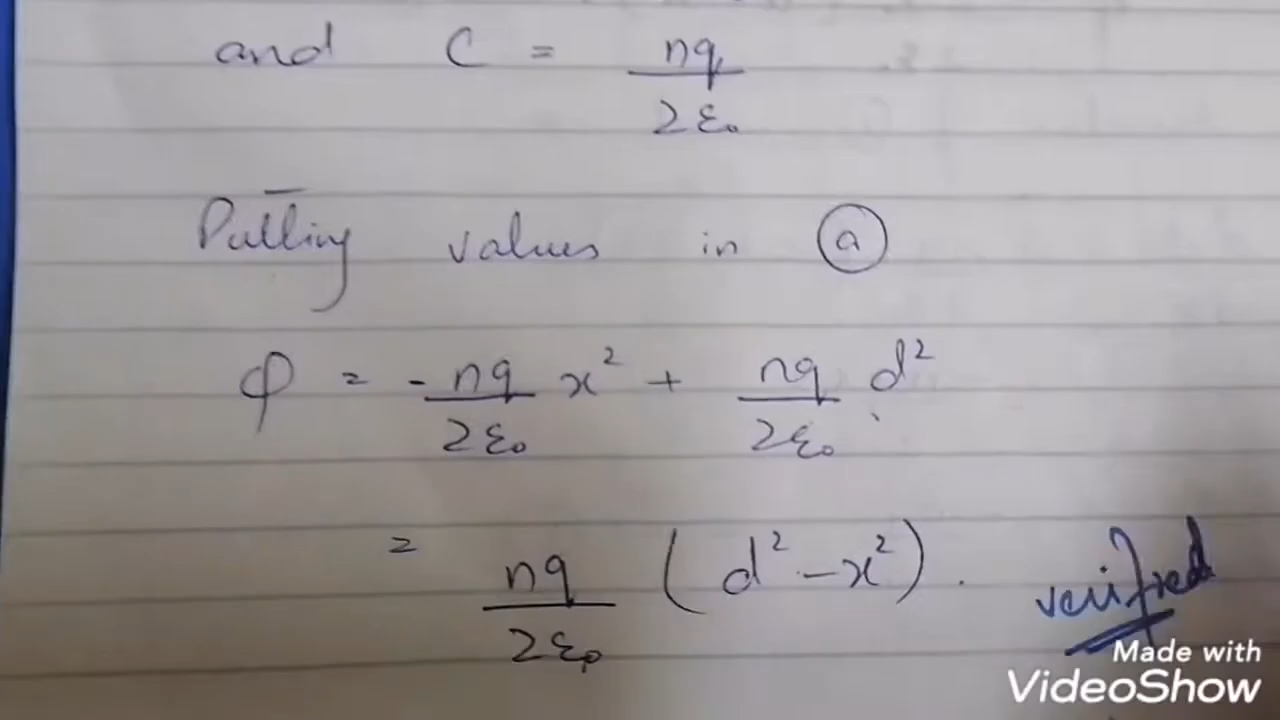 and C = nq / 2ε₀
Putting values in ⓐ
φ = - nq/2ε₀ x² + nq/2ε₀ d²
= nq/2ε₀ (d² - x²). verified
Made with
VideoShow